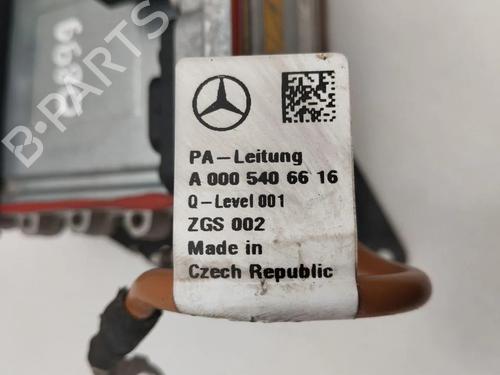 B-Parts
PA-Leitung
A 000 540 66 16
Q-Level 001
ZGS 002
Made in
Czech Republic